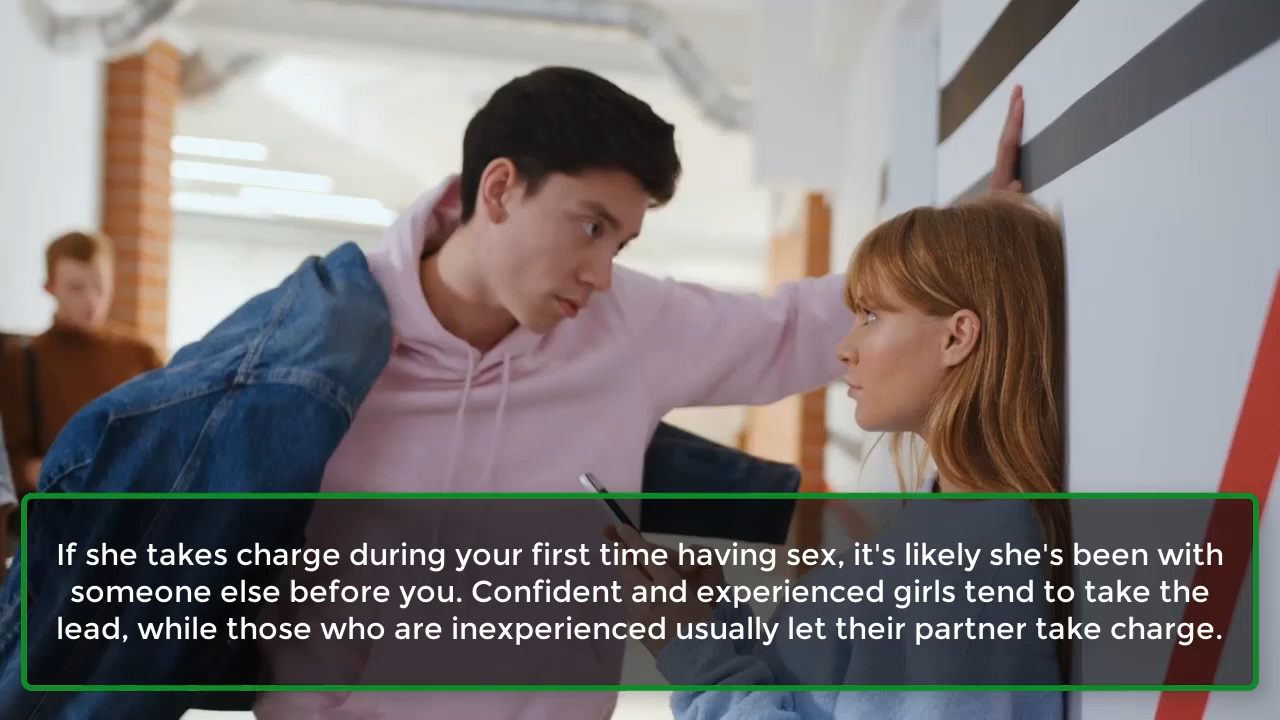 If she takes charge during your first time having sex, it's likely she's been with
someone else before you. Confident and experienced girls tend to take the
lead, while those who are inexperienced usually let their partner take charge.